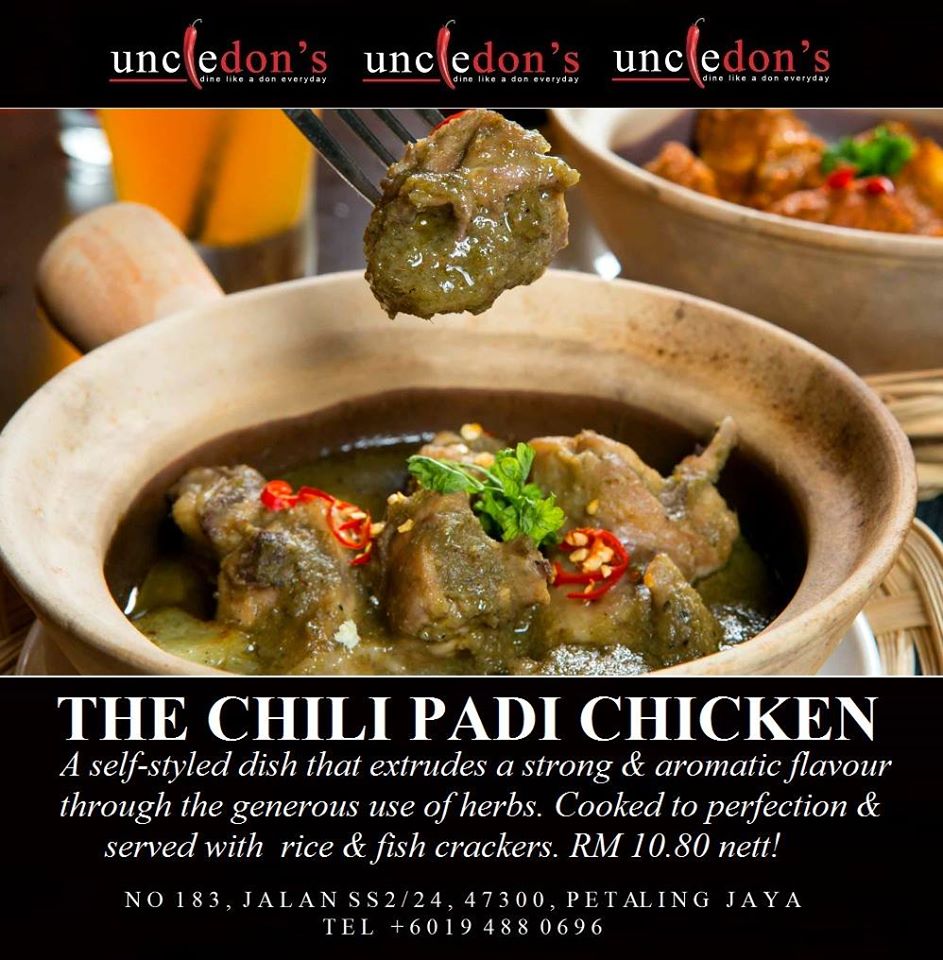 uncledon's uncledon's uncledon's
dine like a don everyday dine like a don everyday dine like a don everyday
THE CHILI PADI CHICKEN
A self-styled dish that extrudes a strong & aromatic flavour
through the generous use of herbs. Cooked to perfection &
served with rice & fish crackers. RM 10.80 nett!
NO 183, JALAN SS2/24, 47300, PETALING JAYA
TEL +6019 488 0696